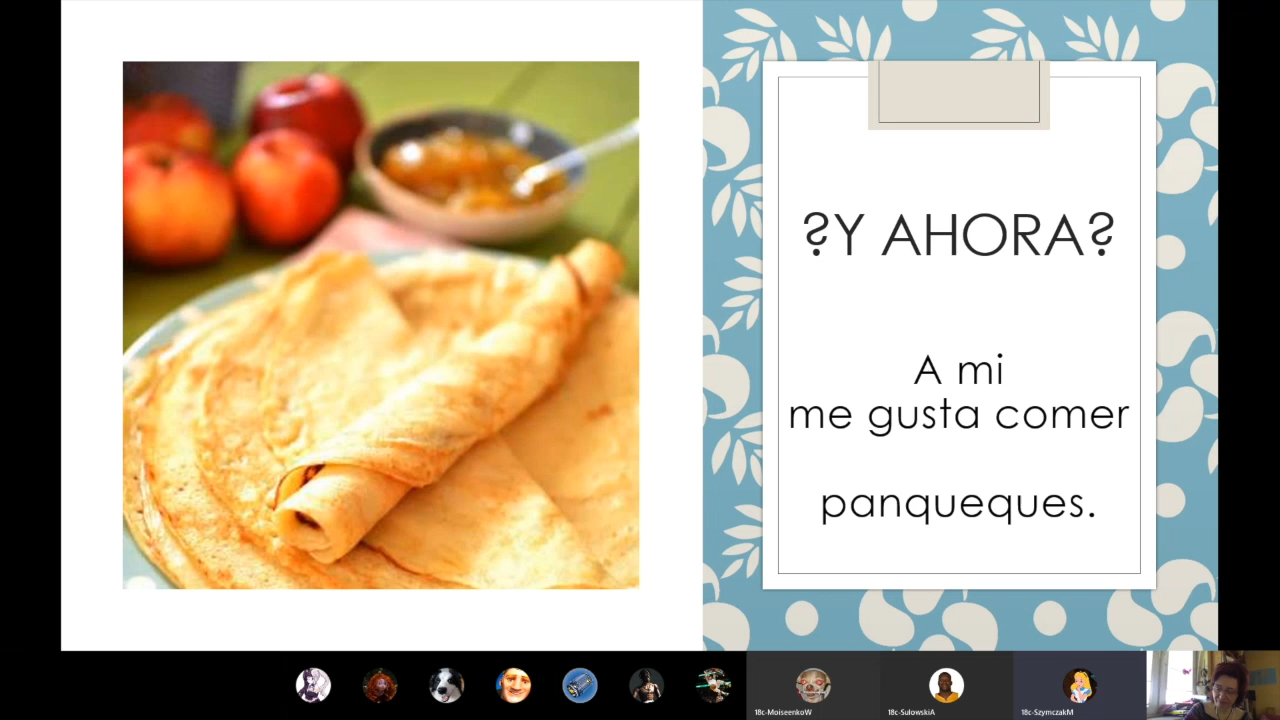 ?Y AHORA?
A mi
me gusta comer
panqueques.
18c-MoiseenkoW
18c-SulowskiA
18c-SzymczakM